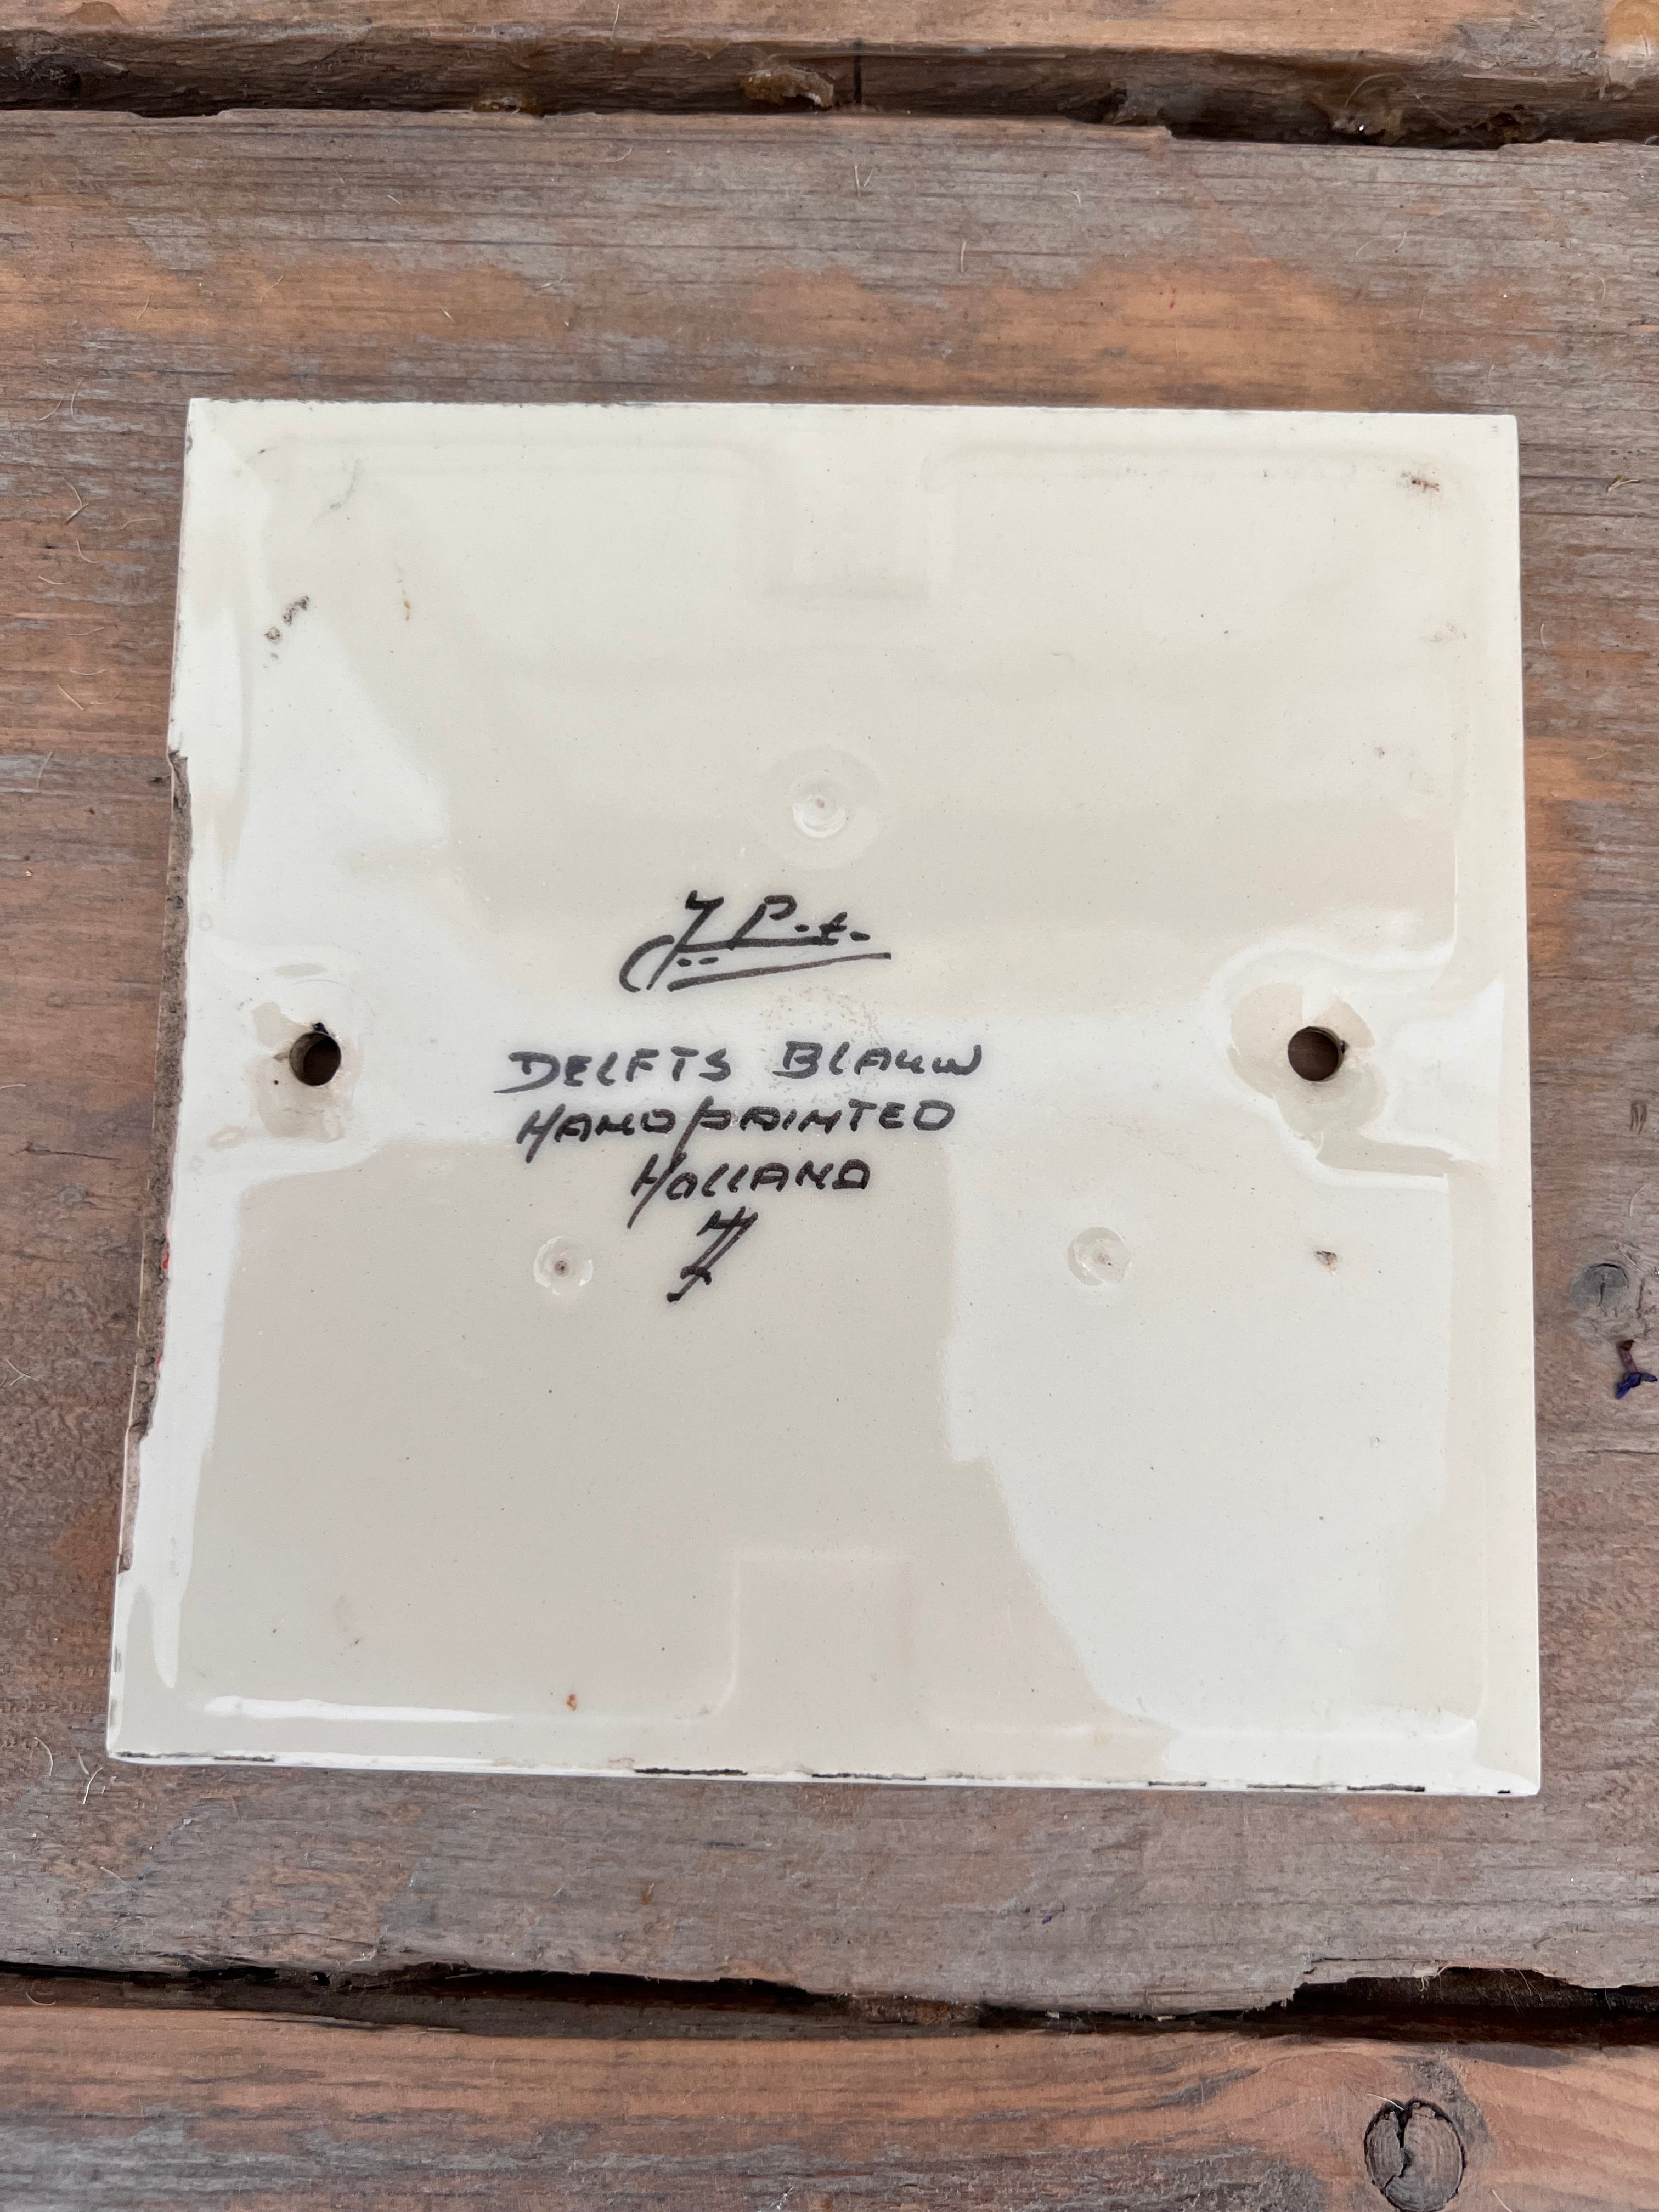 J P.t.
DELFTS BLAUW
HANDPAINTED
HOLLAND